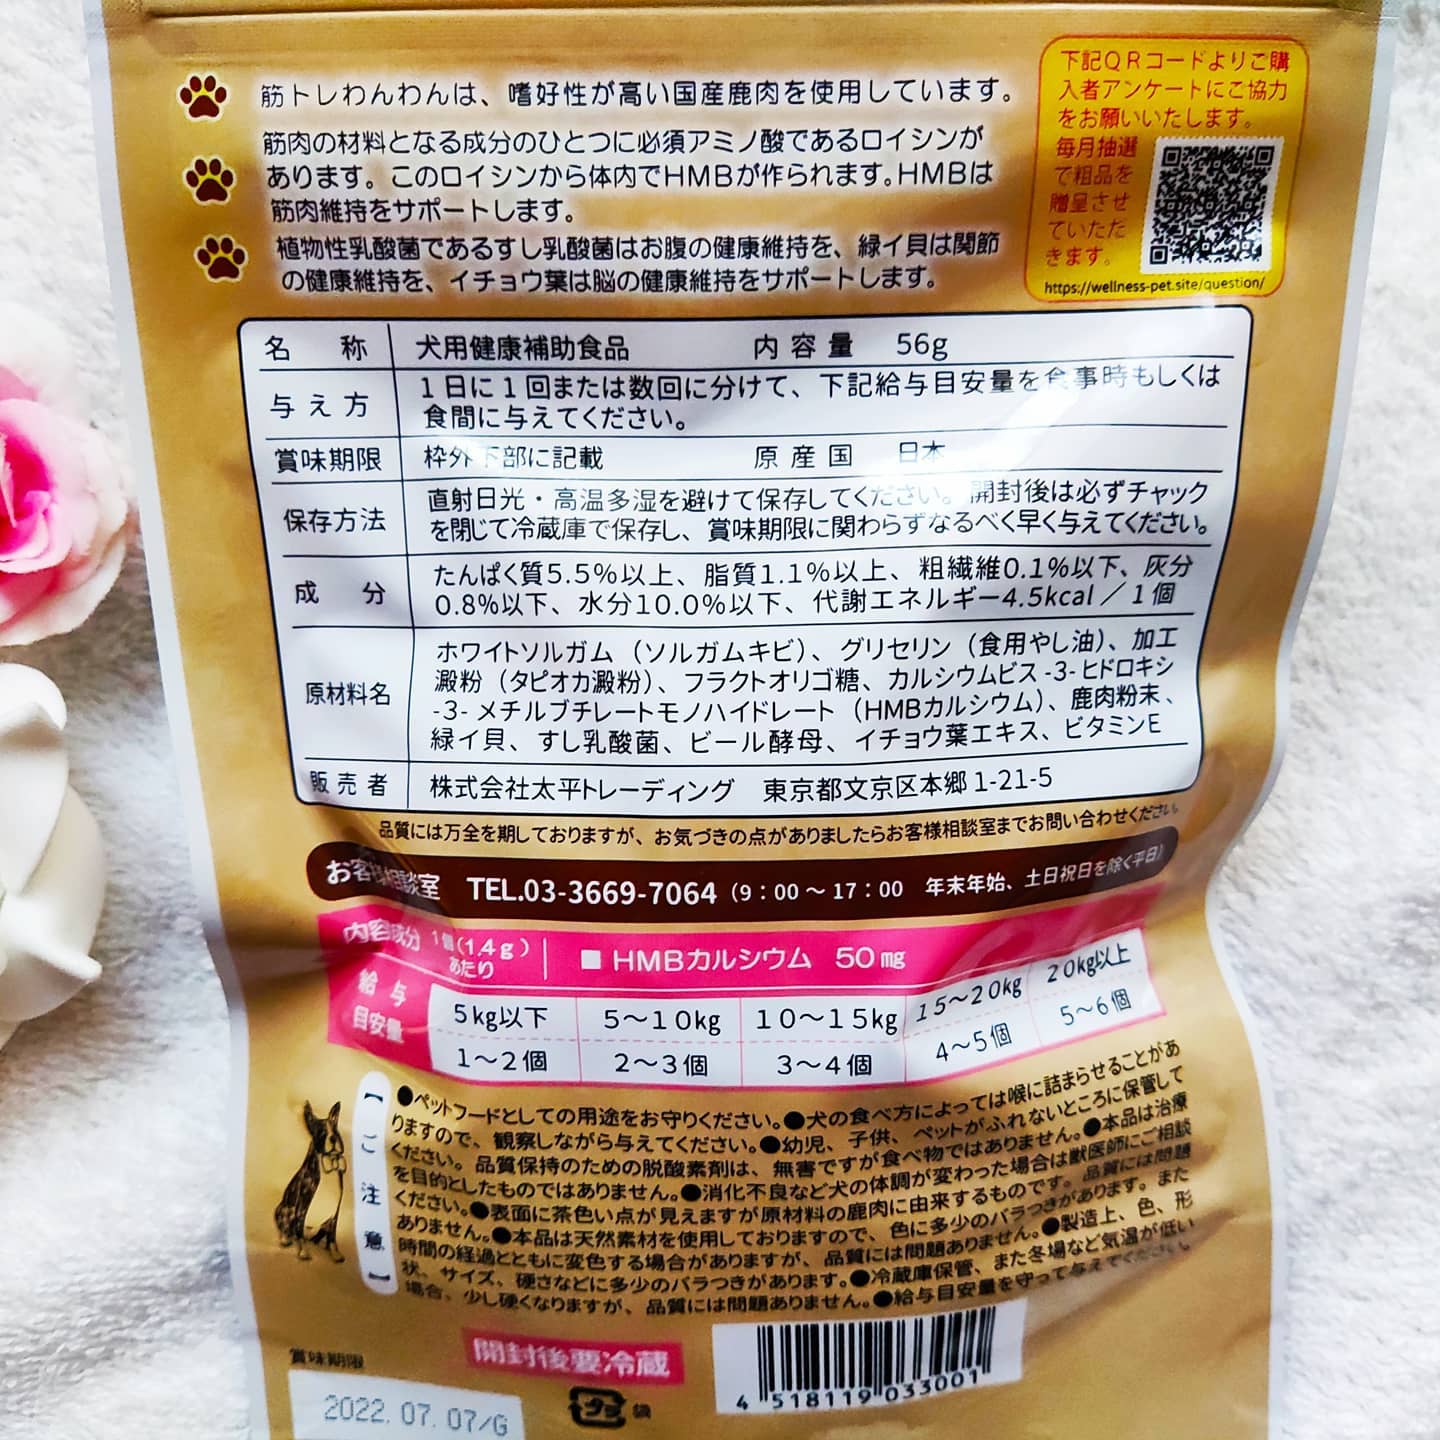 筋トレわんわんは、嗜好性が高い国産鹿肉を使用しています。
筋肉の材料となる成分のひとつに必須アミノ酸であるロイシンが
あります。このロイシンから体内でHMBが作られます。HMBは
筋肉維持をサポートします。
植物性乳酸菌であるすし乳酸菌はお腹の健康維持を、緑イ貝は関節
の健康維持を、イチョウ葉は脳の健康維持をサポートします。
下記QRコードよりご購
入者アンケートにご協力
をお願いいたします。
毎月抽選
で粗品を
贈呈させ
ていただ
きます。
https://wellness-pet.site/question/
名 称 犬用健康補助食品 内容量 56g
与え方 1日に1回または数回に分けて、下記給与目安量を食事時もしくは
食間に与えてください。
賞味期限 枠外下部に記載 原産国 日本
保存方法 直射日光・高温多湿を避けて保存してください。開封後は必ずチャック
を閉じて冷蔵庫で保存し、賞味期限に関わらずなるべく早く与えてください。
成 分 たんぱく質5.5%以上、脂質1.1%以上、粗繊維0.1%以下、灰分
0.8%以下、水分10.0%以下、代謝エネルギー4.5kcal/1個
原材料名 ホワイトソルガム(ソルガムキビ)、グリセリン(食用やし油)、加工
澱粉(タピオカ澱粉)、フラクトオリゴ糖、カルシウムビス-3-ヒドロキシ
-3-メチルブチレートモノハイドレート(HMBカルシウム)、鹿肉粉末、
緑イ貝、すし乳酸菌、ビール酵母、イチョウ葉エキス、ビタミンE
販売者 株式会社太平トレーディング 東京都文京区本郷1-21-5
品質には万全を期しておりますが、お気づきの点がありましたらお客様相談室までお問い合わせください。
お客様相談室 TEL.03-3669-7064 (9:00~17:00 年末年始、土日祝日を除く平日)
内容成分 1個(1.4g)あたり ■HMBカルシウム 50mg
給与目安量
5kg以下 5~10kg 10~15kg 15~20kg 20kg以上
1~2個 2~3個 3~4個 4~5個 5~6個
【ご注意】
●ペットフードとしての用途をお守りください。●犬の食べ方によっては喉に詰まらせることがあ
りますので、観察しながら与えてください。●幼児、子供、ペットがふれないところに保管して
ください。品質保持のための脱酸素剤は、無害ですが食べ物ではありません。●本品は治療
を目的としたものではありません。●消化不良など犬の体調が変わった場合は獣医師にご相談
ください。●表面に茶色い点が見えますが原材料の鹿肉に由来するものです。品質には問題
ありません。●本品は天然素材を使用しておりますので、色に多少のバラつきがあります。また
時間の経過とともに変色する場合がありますが、品質には問題ありません。●製造上、色、形
状、サイズ、硬さなどに多少のバラつきがあります。●冷蔵庫保管、また冬場など気温が低い
場合、少し硬くなりますが、品質には問題ありません。●給与目安量を守って与えてください。
開封後要冷蔵
賞味期限
2022.07.07/G
プラ
袋
4 518119 033001